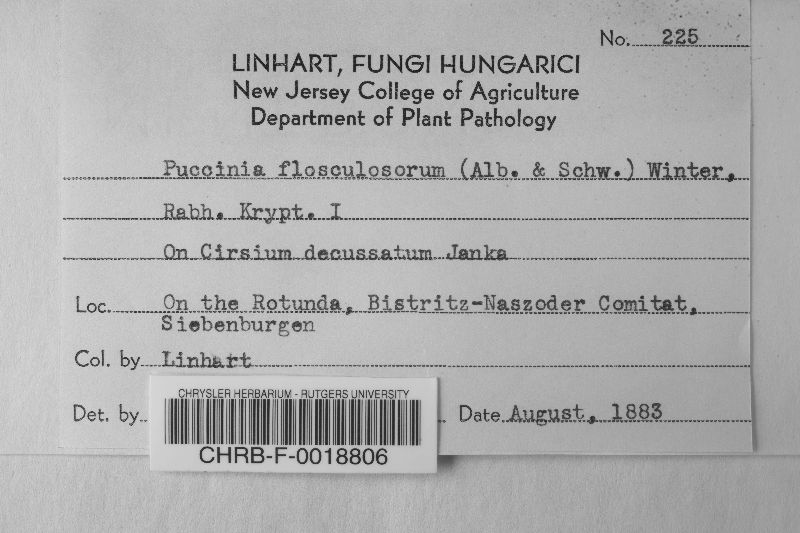 No. 225
LINHART, FUNGI HUNGARICI
New Jersey College of Agriculture
Department of Plant Pathology
Puccinia flosculosorum (Alb. & Schw.) Winter,
Rabh. Krypt. I
On Cirsium decussatum Janka
Loc. On the Rotunda, Bistritz-Naszoder Comitat,
Siebenburgen
Col. by Linhart
Det. by Date August, 1883
CHRYSLER HERBARIUM - RUTGERS UNIVERSITY
CHRB-F-0018806